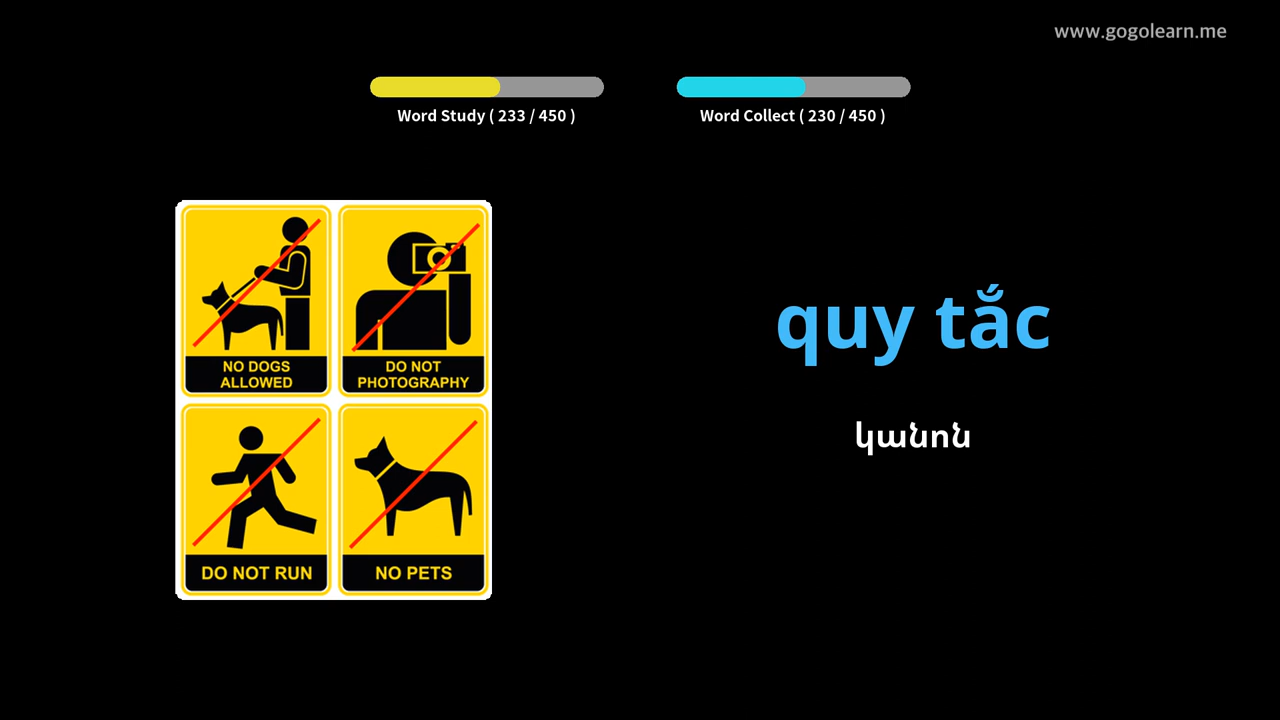 www.gogolearn.me
Word Study ( 233 / 450 )
Word Collect ( 230 / 450 )
NO DOGS
ALLOWED
DO NOT
PHOTOGRAPHY
DO NOT RUN
NO PETS
quy tắc
կանոն